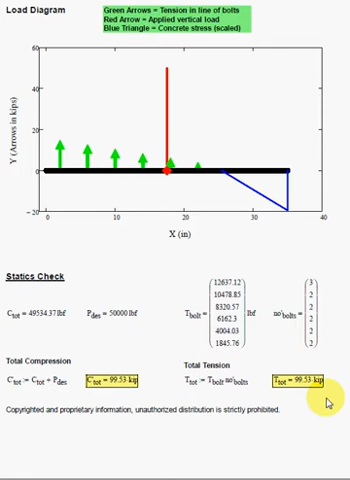 Load Diagram
Green Arrows = Tension in line of bolts
Red Arrow = Applied vertical load
Blue Triangle = Concrete stress (scaled)
Y (Arrows in kips)
60
40
20
0
-20
0 10 20 30 40
X (in)
Statics Check
C_tot = 49534.37 lbf P_des = 50000 lbf T_bolt = lbf no'_bolts =
12637.12 3
10478.85 2
8320.57 2
6162.3 2
4004.03 2
1845.76 2
Total Compression
C'_tot := C_tot + P_des C'_tot = 99.53·kip
Total Tension
T_tot := T_bolt·no'_bolts T_tot = 99.53·kip
Copyrighted and proprietary information, unauthorized distribution is strictly prohibited.